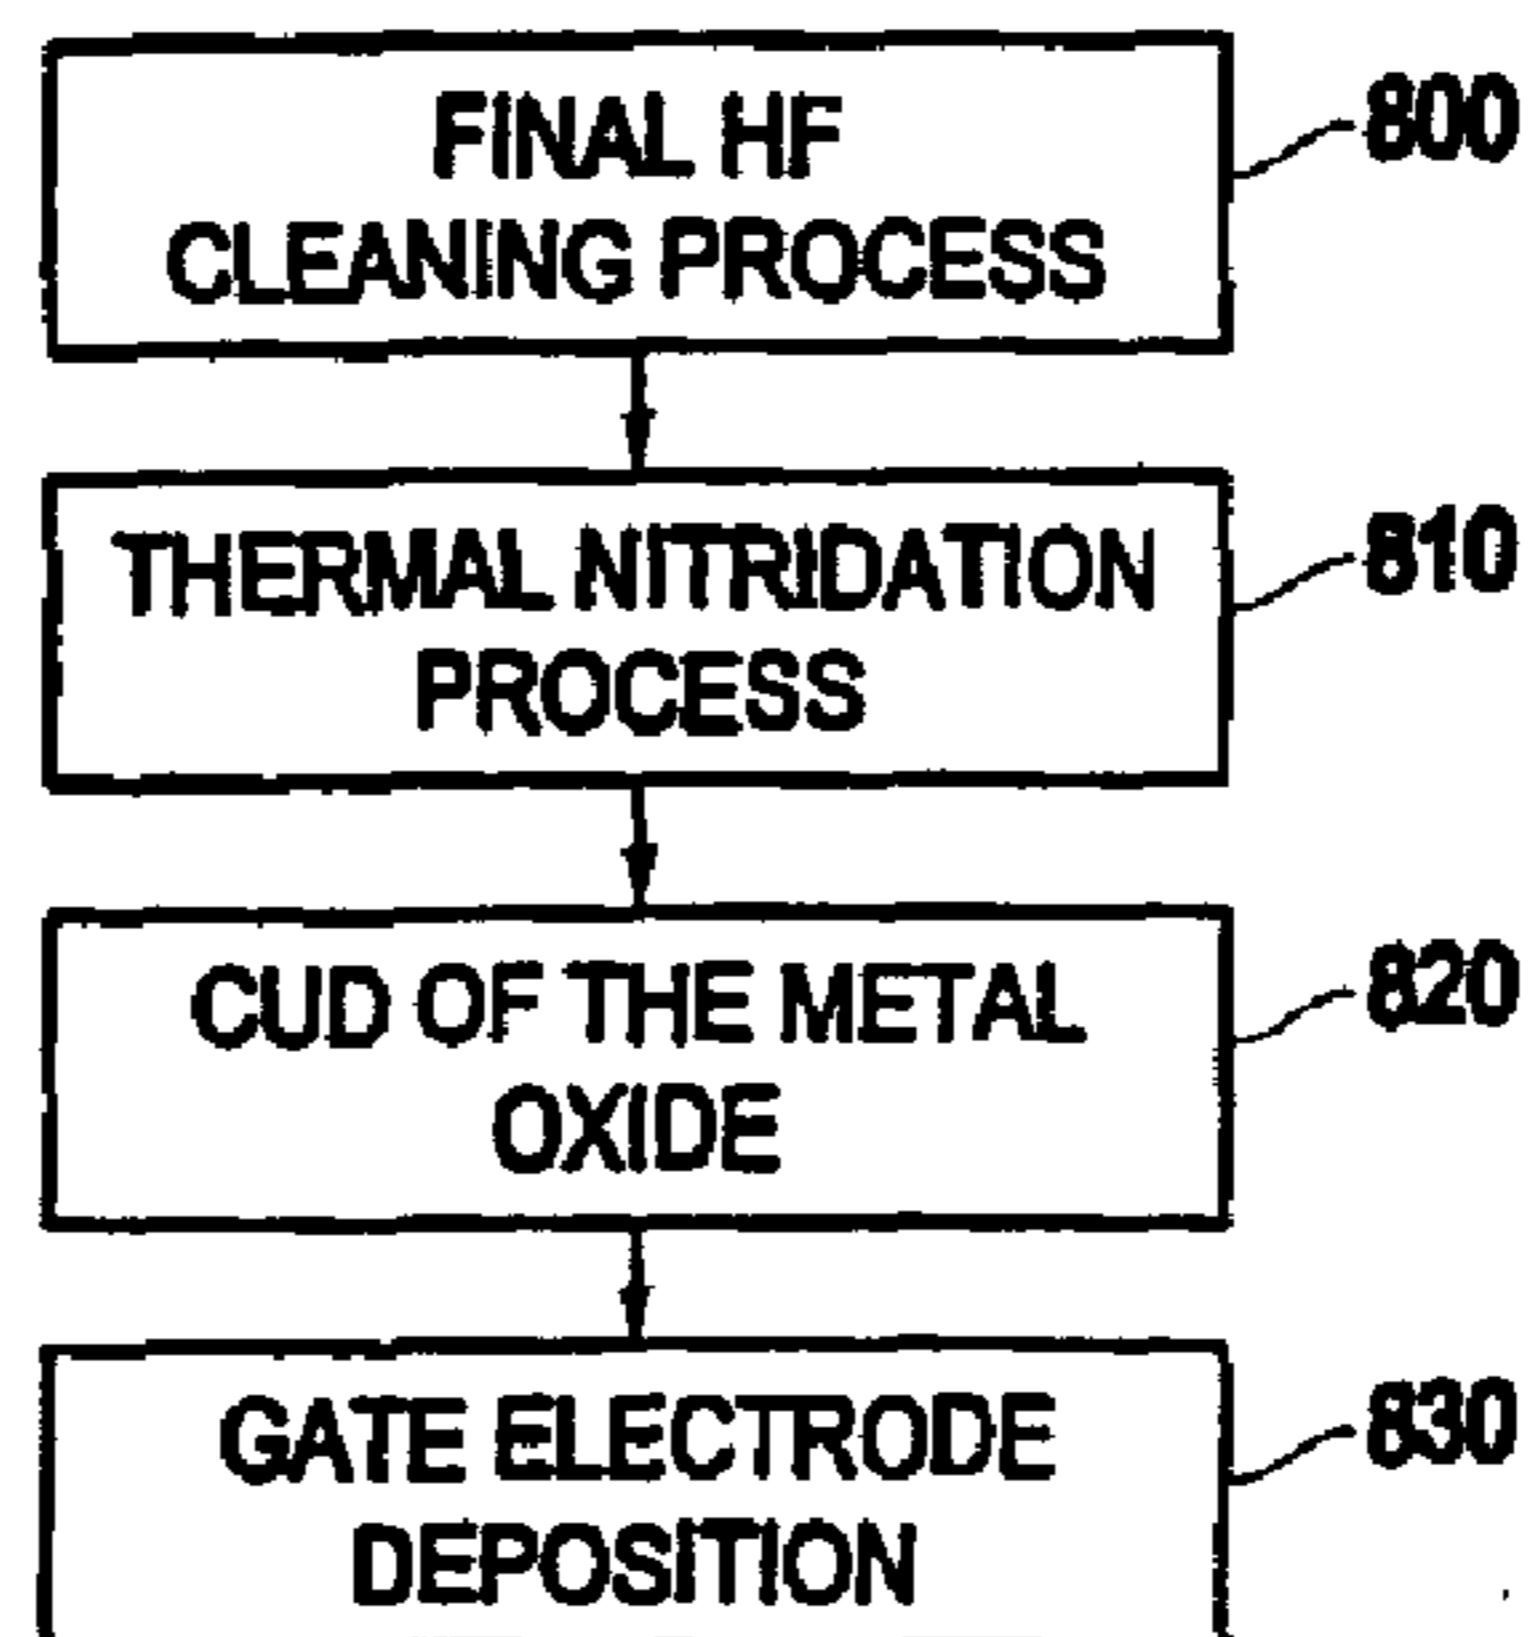 FINAL HF
CLEANING PROCESS
800
THERMAL NITRIDATION
PROCESS
810
CUD OF THE METAL
OXIDE
820
GATE ELECTRODE
DEPOSITION
830